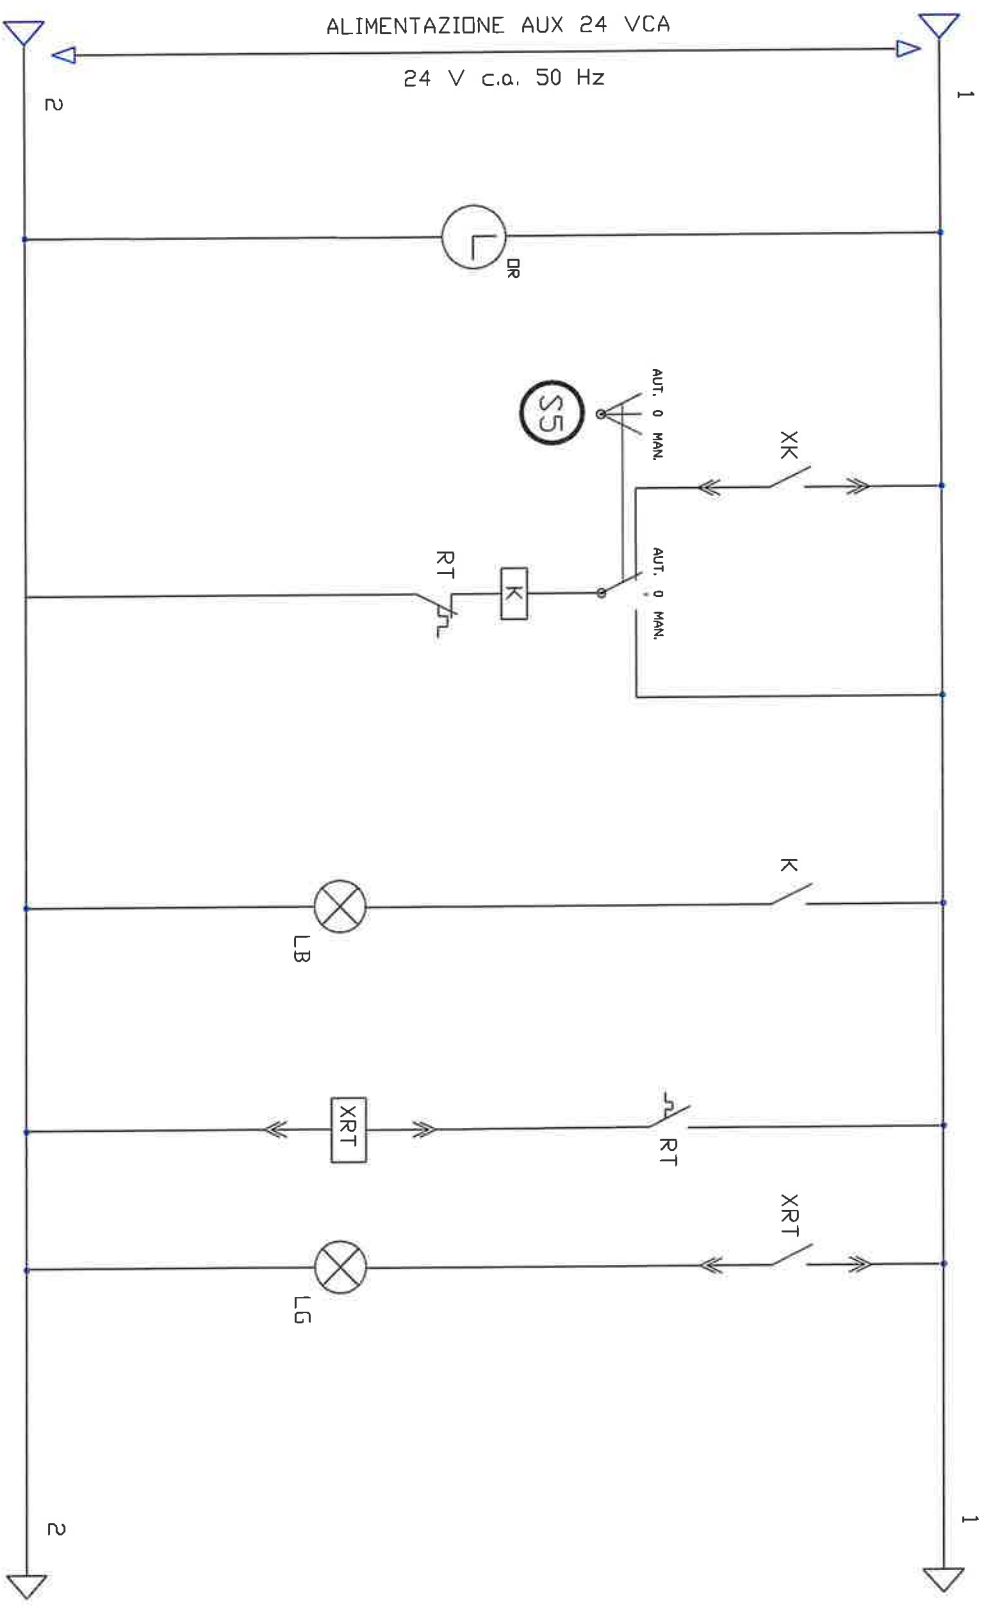 ALIMENTAZIONE AUX 24 VCA
24 V c.a. 50 Hz
1
2
OR
AUT. 0 MAN.
S5
XK
AUT. 0 MAN.
RT
K
K
LB
XRT
RT
XRT
LG
1
2